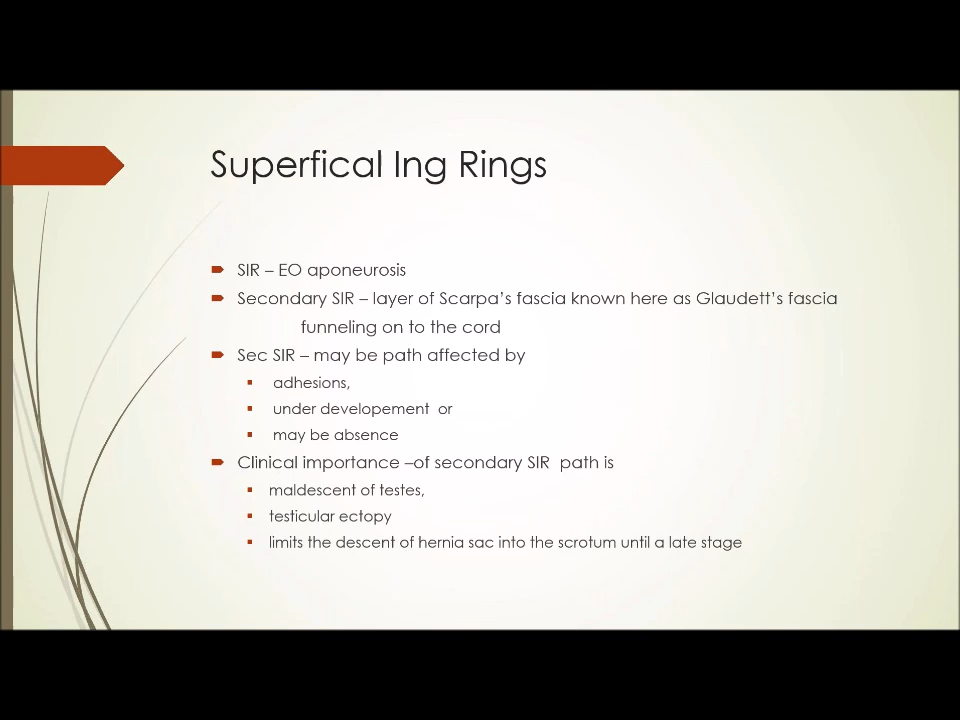 Superfical Ing Rings
SIR – EO aponeurosis
Secondary SIR – layer of Scarpa's fascia known here as Glaudett's fascia
funneling on to the cord
Sec SIR – may be path affected by
adhesions,
under developement or
may be absence
Clinical importance –of secondary SIR path is
maldescent of testes,
testicular ectopy
limits the descent of hernia sac into the scrotum until a late stage